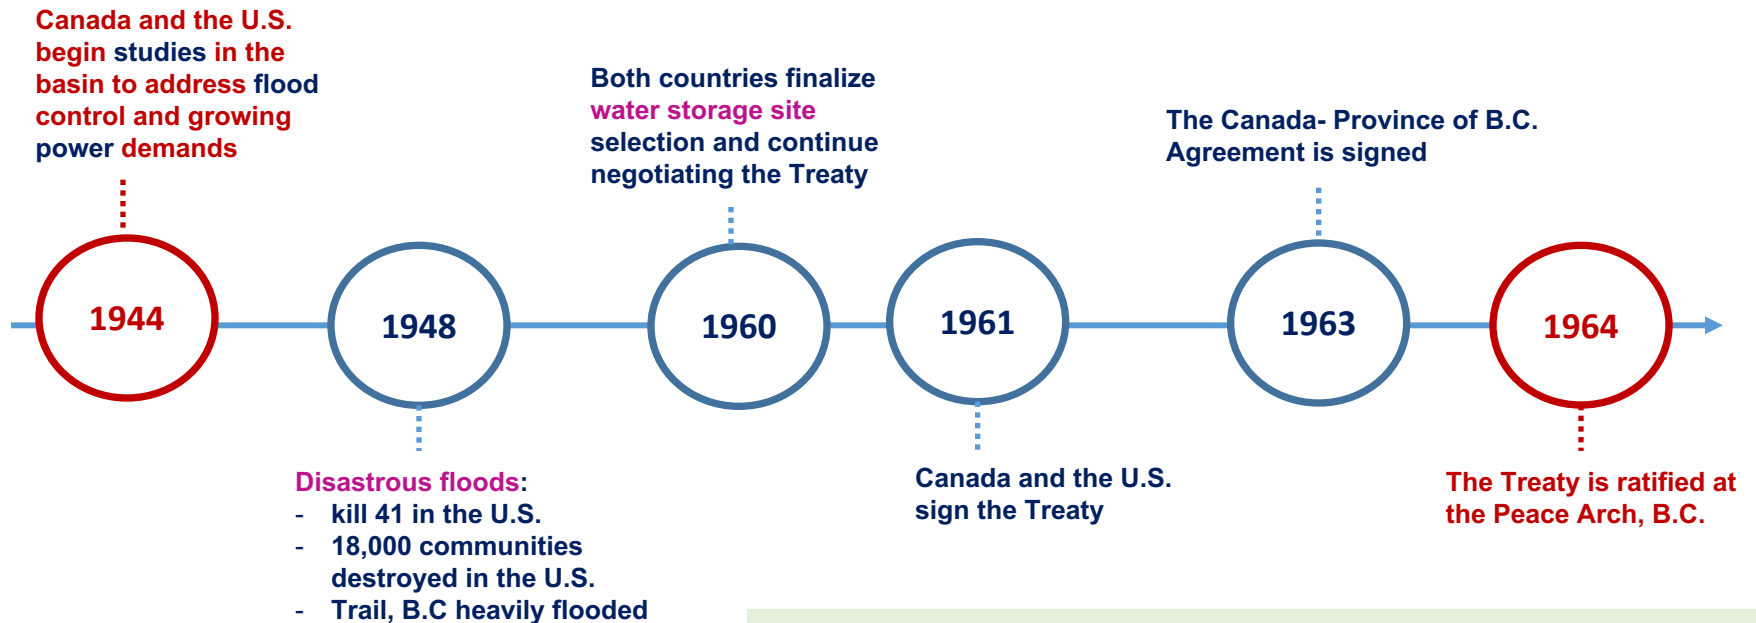 Canada and the U.S.
begin studies in the
basin to address flood
control and growing
power demands
Both countries finalize
water storage site
selection and continue
negotiating the Treaty
The Canada- Province of B.C.
Agreement is signed
1944
1948
1960
1961
1963
1964
Disastrous floods:
- kill 41 in the U.S.
- 18,000 communities
destroyed in the U.S.
- Trail, B.C heavily flooded
Canada and the U.S.
sign the Treaty
The Treaty is ratified at
the Peace Arch, B.C.